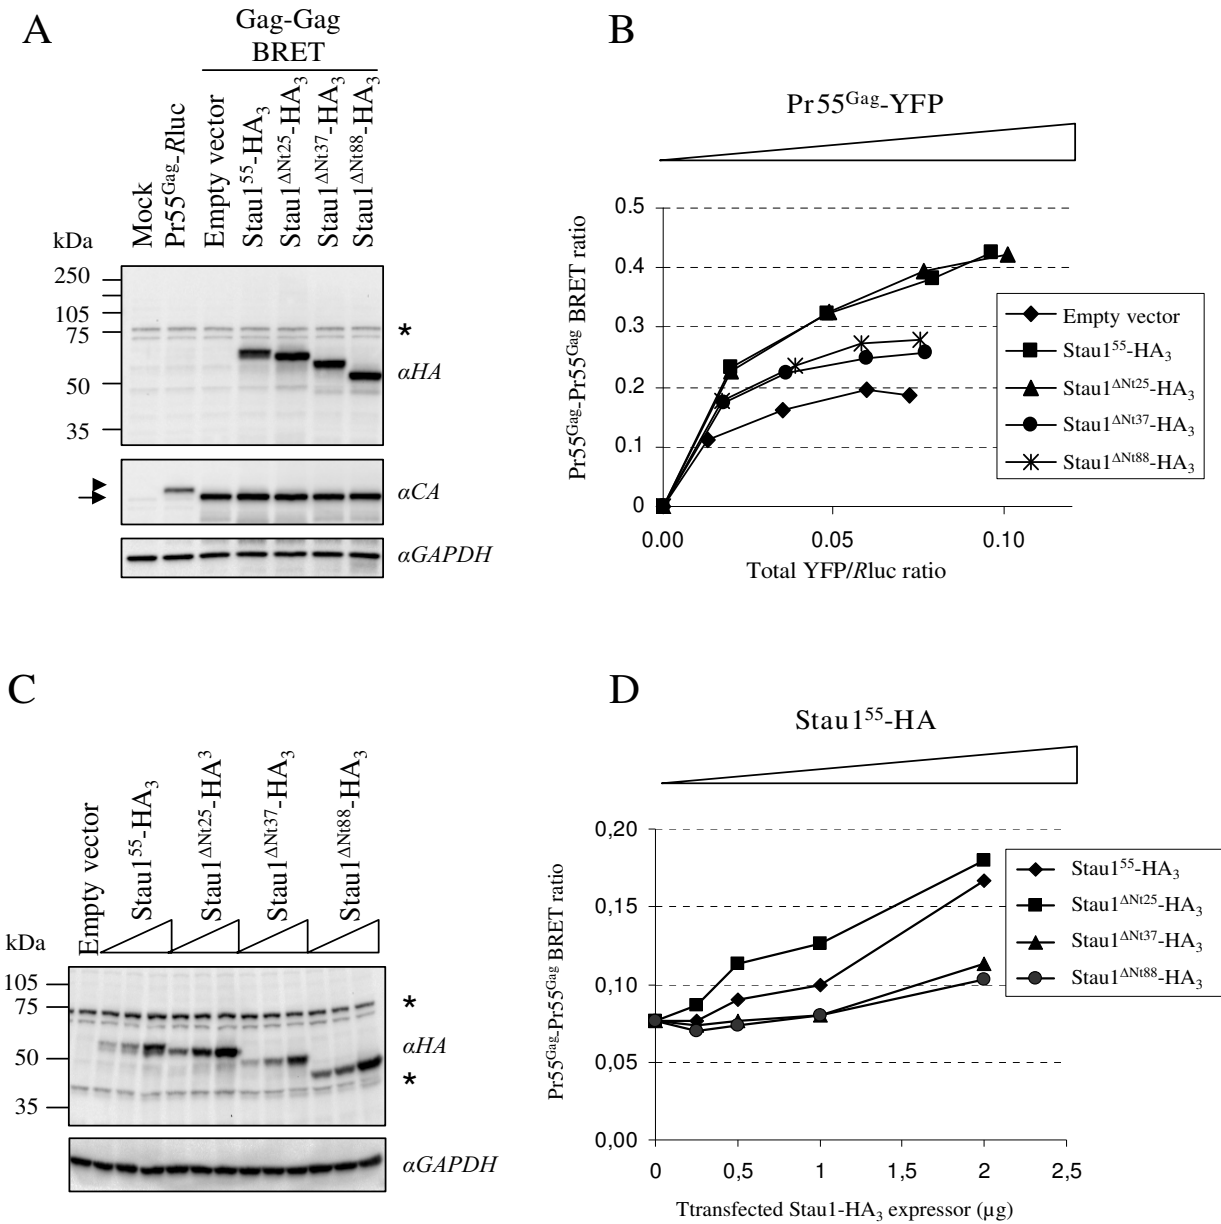 A
Gag-Gag
BRET
Mock
Pr55Gag-Rluc
Empty vector
Stau155-HA3
Stau1ΔNt25-HA3
Stau1ΔNt37-HA3
Stau1ΔNt88-HA3
kDa
250
105
75
50
35
*
αHA
αCA
αGAPDH
B
Pr55Gag-YFP
Pr55Gag-Pr55Gag BRET ratio
0.5
0.4
0.3
0.2
0.1
0
0.00
0.05
0.10
Total YFP/Rluc ratio
Empty vector
Stau155-HA3
Stau1ΔNt25-HA3
Stau1ΔNt37-HA3
Stau1ΔNt88-HA3
C
Empty vector
Stau155-HA3
Stau1ΔNt25-HA3
Stau1ΔNt37-HA3
Stau1ΔNt88-HA3
kDa
105
75
50
35
*
αHA
*
αGAPDH
D
Stau155-HA
Pr55Gag-Pr55Gag BRET ratio
0,20
0,15
0,10
0,05
0,00
0
0,5
1
1,5
2
2,5
Ttransfected Stau1-HA3 expressor (µg)
Stau155-HA3
Stau1ΔNt25-HA3
Stau1ΔNt37-HA3
Stau1ΔNt88-HA3